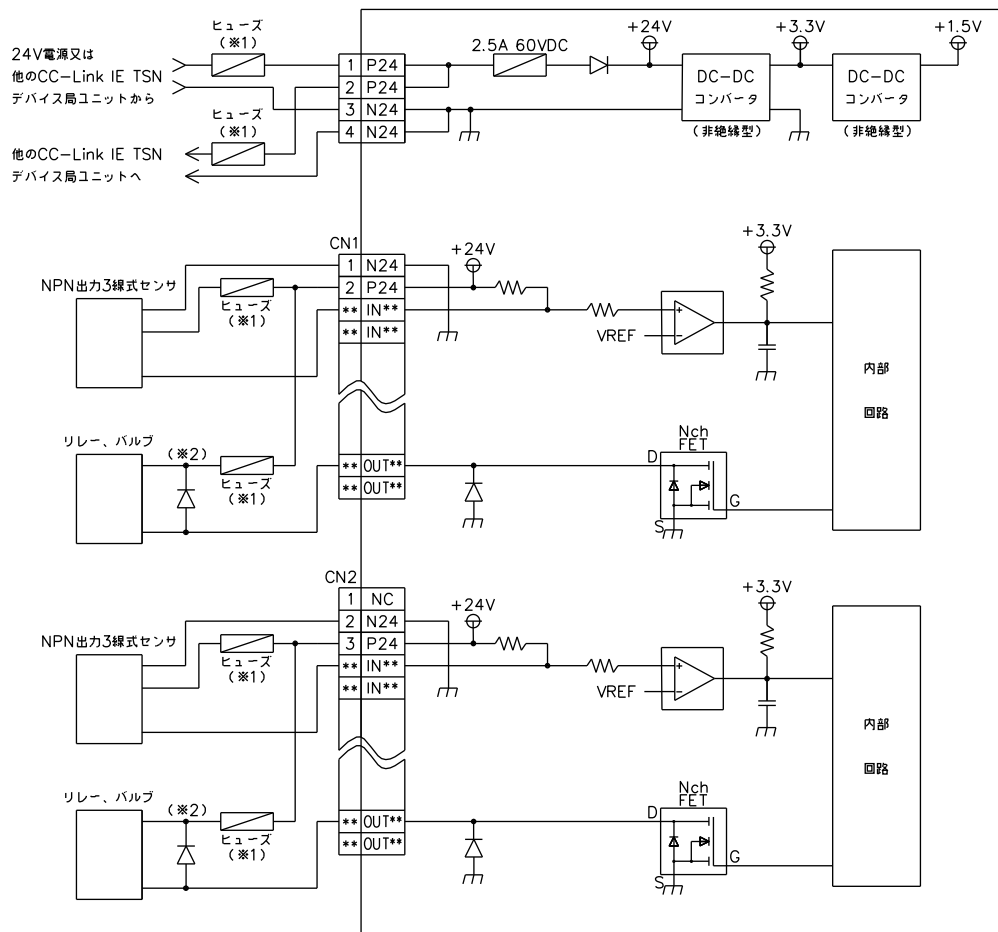 24V電源又は
他のCC-Link IE TSN
デバイス局ユニットから
ヒューズ
(※1)
ヒューズ
(※1)
他のCC-Link IE TSN
デバイス局ユニットへ
1 P24
2 P24
3 N24
4 N24
2.5A 60VDC
+24V
DC-DC
コンバータ
(非絶縁型)
+3.3V
DC-DC
コンバータ
(非絶縁型)
+1.5V
CN1
1 N24
2 P24
** IN**
** IN**
** OUT**
** OUT**
NPN出力3線式センサ
ヒューズ
(※1)
リレー、バルブ
(※2)
ヒューズ
(※1)
+24V
VREF
+
-
+3.3V
Nch
FET
D
S
G
内部
回路
CN2
1 NC
2 N24
3 P24
** IN**
** IN**
** OUT**
** OUT**
NPN出力3線式センサ
ヒューズ
(※1)
リレー、バルブ
(※2)
ヒューズ
(※1)
+24V
VREF
+
-
+3.3V
Nch
FET
D
S
G
内部
回路